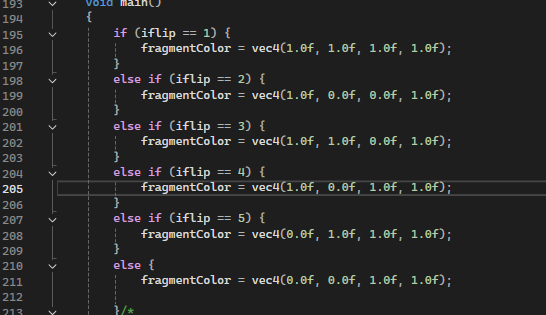 193 void main()
194 {
195 if (iflip == 1) {
196 fragmentColor = vec4(1.0f, 1.0f, 1.0f, 1.0f);
197 }
198 else if (iflip == 2) {
199 fragmentColor = vec4(1.0f, 0.0f, 0.0f, 1.0f);
200 }
201 else if (iflip == 3) {
202 fragmentColor = vec4(1.0f, 1.0f, 0.0f, 1.0f);
203 }
204 else if (iflip == 4) {
205 fragmentColor = vec4(1.0f, 0.0f, 1.0f, 1.0f);
206 }
207 else if (iflip == 5) {
208 fragmentColor = vec4(0.0f, 1.0f, 1.0f, 1.0f);
209 }
210 else {
211 fragmentColor = vec4(0.0f, 0.0f, 1.0f, 1.0f);
212
213 }/*